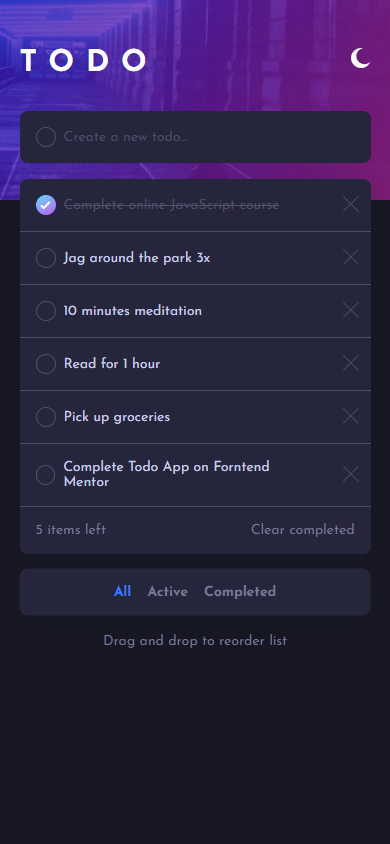 TODO
Create a new todo...
Complete online JavaScript course
Jag around the park 3x
10 minutes meditation
Read for 1 hour
Pick up groceries
Complete Todo App on Forntend
Mentor
5 items left Clear completed
All Active Completed
Drag and drop to reorder list